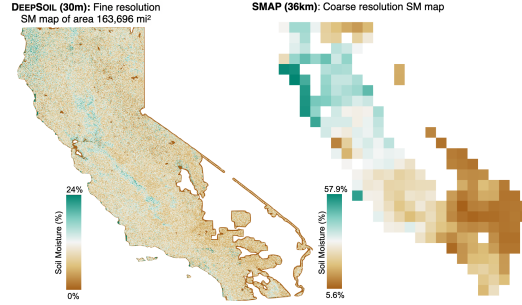 DEEPSOIL (30m): Fine resolution
SM map of area 163,696 mi²
24%
Soil Moisture (%)
0%
SMAP (36km): Coarse resolution SM map
57.9%
Soil Moisture (%)
5.6%